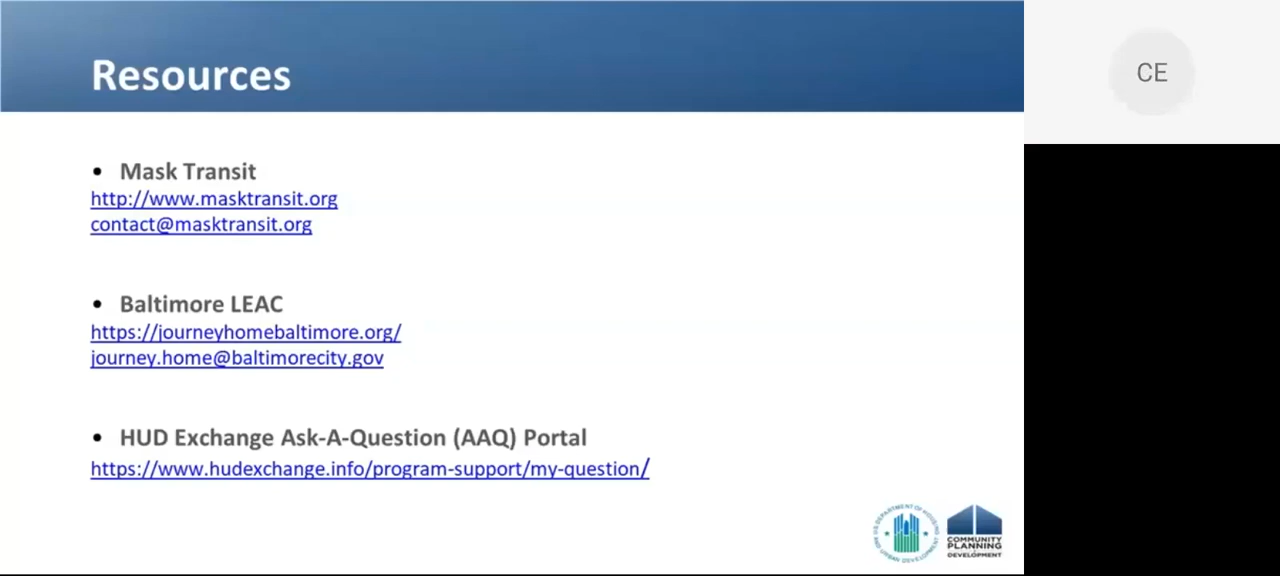 Resources
CE
• Mask Transit
http://www.masktransit.org
contact@masktransit.org
• Baltimore LEAC
https://journeyhomebaltimore.org/
journey.home@baltimorecity.gov
• HUD Exchange Ask-A-Question (AAQ) Portal
https://www.hudexchange.info/program-support/my-question/
U.S. DEPARTMENT OF HOUSING
AND URBAN DEVELOPMENT
COMMUNITY
PLANNING
DEVELOPMENT